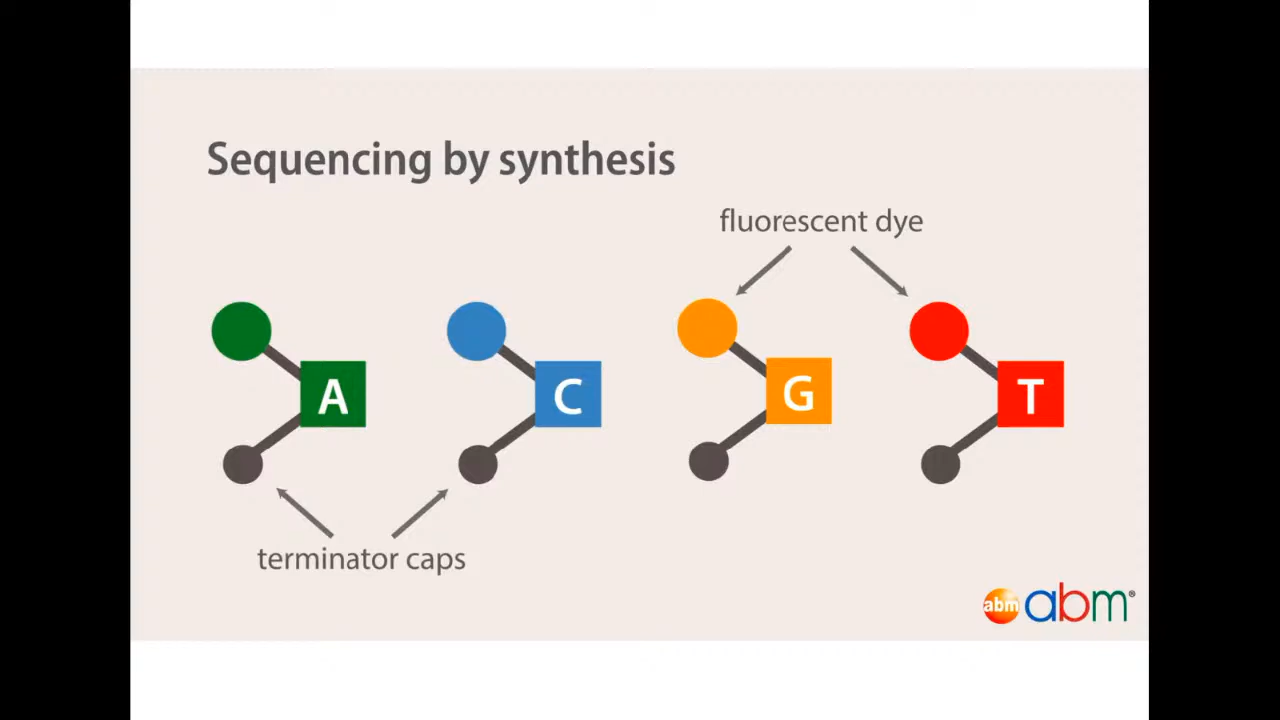 Sequencing by synthesis
fluorescent dye
A
C
G
T
terminator caps
abm abm®